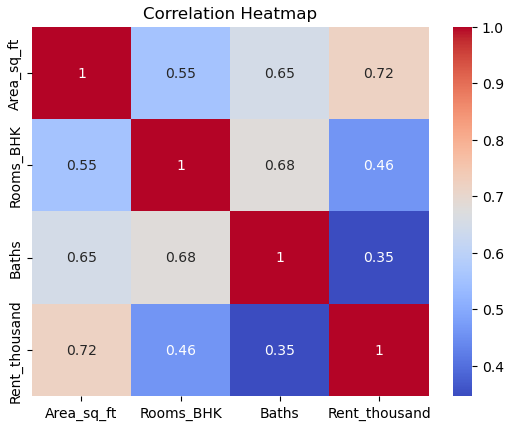 Correlation Heatmap
Area_sq_ft
1
0.55
0.65
0.72
Rooms_BHK
0.55
1
0.68
0.46
Baths
0.65
0.68
1
0.35
Rent_thousand
0.72
0.46
0.35
1
Area_sq_ft
Rooms_BHK
Baths
Rent_thousand
1.0
0.9
0.8
0.7
0.6
0.5
0.4